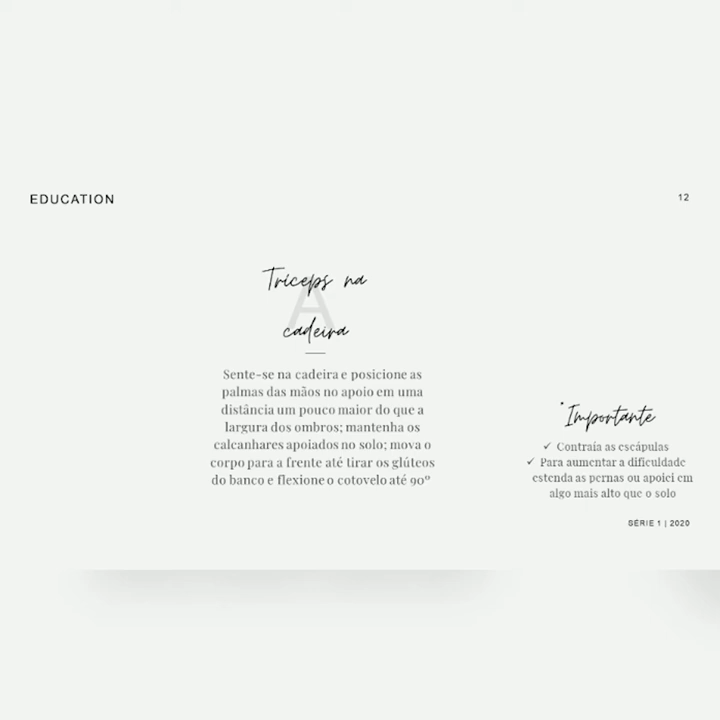 EDUCATION
12
A
Tríceps na
cadeira
Sente-se na cadeira e posicione as
palmas das mãos no apoio em uma
distância um pouco maior do que a
largura dos ombros; mantenha os
calcanhares apoiados no solo; mova o
corpo para a frente até tirar os glúteos
do banco e flexione o cotovelo até 90º
*Importante
✓ Contraía as escápulas
✓ Para aumentar a dificuldade
estenda as pernas ou apoiei em
algo mais alto que o solo
SÉRIE 1 | 2020